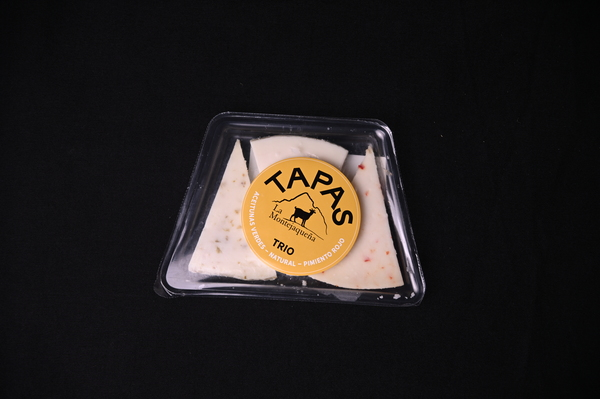 TAPAS
La
Montejaqueña
TRIO
ACEITUNAS VERDES - NATURAL - PIMIENTO ROJO